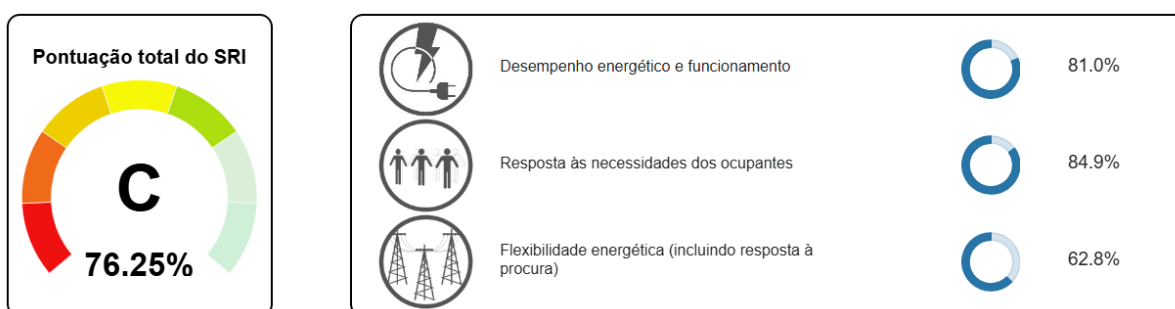 Pontuação total do SRI
C
76.25%
Desempenho energético e funcionamento
81.0%
Resposta às necessidades dos ocupantes
84.9%
Flexibilidade energética (incluindo resposta à
procura)
62.8%